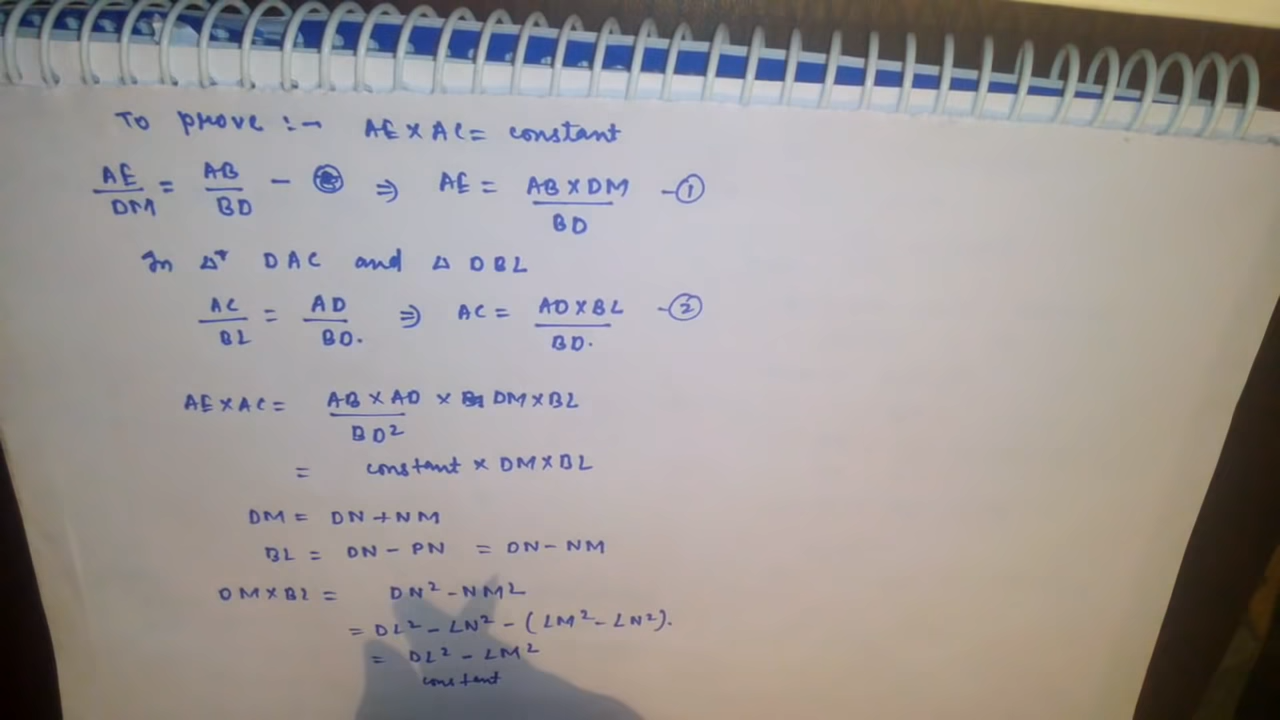 To prove :- AE × AC = constant
AE/DM = AB/BD - ⇒ AE = AB × DM/BD -①
In Δʳ DAC and Δ DBL
AC/BL = AD/BD. ⇒ AC = AD × BL/BD. -②
AE × AC = AB × AD/BD² × DM × BL
= constant × DM × BL
DM = DN + NM
BL = DN - PN = DN - NM
DM × BL = DN² - NM²
= DL² - LN² - (LM² - LN²).
= DL² - LM²
constant